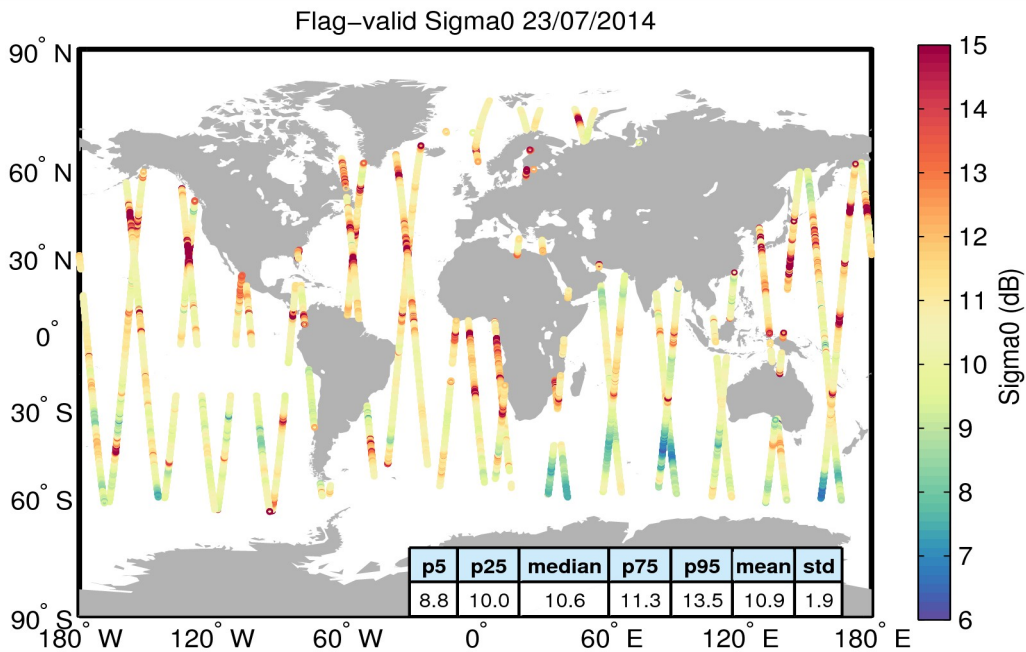 Flag−valid Sigma0 23/07/2014
90° N
60° N
30° N
0°
30° S
60° S
90° S
180° W
120° W
60° W
0°
60° E
120° E
180° E
p5 p25 median p75 p95 mean std
8.8 10.0 10.6 11.3 13.5 10.9 1.9
15
14
13
12
11
10
9
8
7
6
Sigma0 (dB)